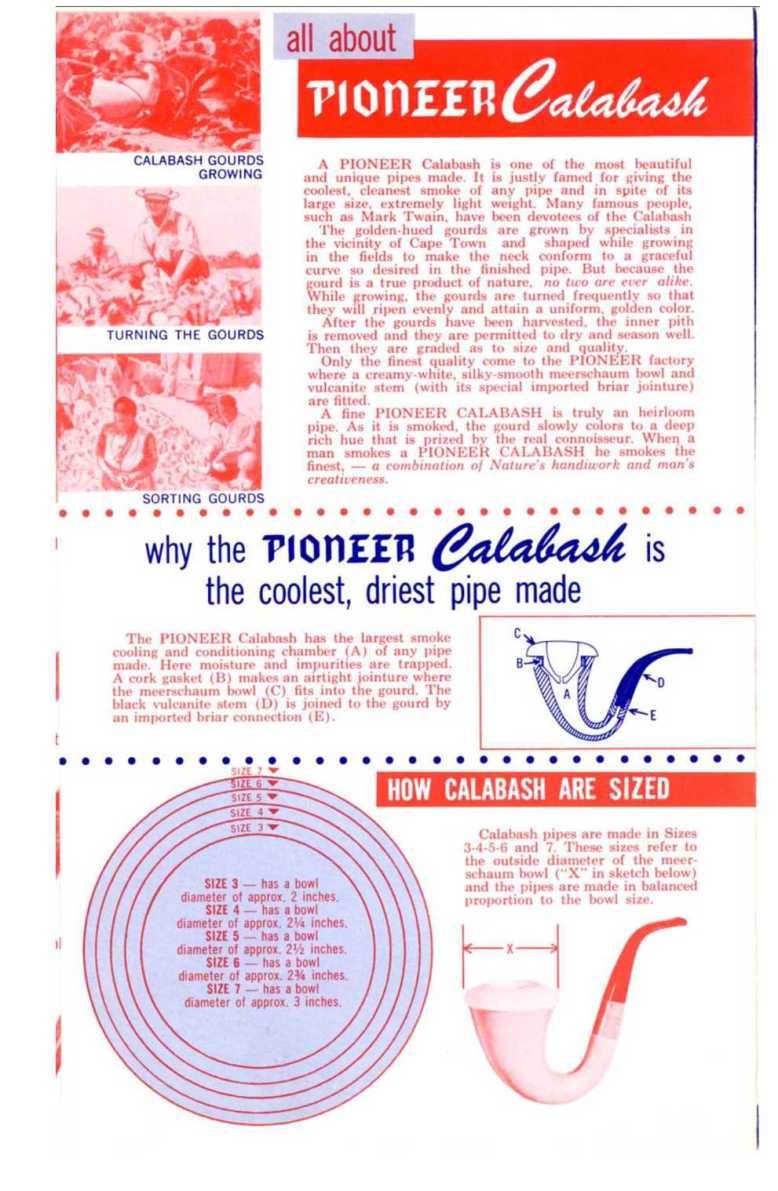 all about
PIONEER Calabash
CALABASH GOURDS
GROWING
TURNING THE GOURDS
SORTING GOURDS
A PIONEER Calabash is one of the most beautiful
and unique pipes made. It is justly famed for giving the
coolest, cleanest smoke of any pipe and in spite of its
large size, extremely light weight. Many famous people,
such as Mark Twain, have been devotees of the Calabash
The golden-hued gourds are grown by specialists in
the vicinity of Cape Town and shaped while growing
in the fields to make the neck conform to a graceful
curve so desired in the finished pipe. But because the
gourd is a true product of nature, no two are ever alike.
While growing, the gourds are turned frequently so that
they will ripen evenly and attain a uniform, golden color.
After the gourds have been harvested, the inner pith
is removed and they are permitted to dry and season well.
Then they are graded as to size and quality.
Only the finest quality come to the PIONEER factory
where a creamy-white, silky-smooth meerschaum bowl and
vulcanite stem (with its special imported briar jointure)
are fitted.
A fine PIONEER CALABASH is truly an heirloom
pipe. As it is smoked, the gourd slowly colors to a deep
rich hue that is prized by the real connoisseur. When a
man smokes a PIONEER CALABASH he smokes the
finest, — a combination of Nature's handiwork and man's
creativeness.
why the PIONEER Calabash is
the coolest, driest pipe made
The PIONEER Calabash has the largest smoke
cooling and conditioning chamber (A) of any pipe
made. Here moisture and impurities are trapped.
A cork gasket (B) makes an airtight jointure where
the meerschaum bowl (C) fits into the gourd. The
black vulcanite stem (D) is joined to the gourd by
an imported briar connection (E).
C
B
A
D
E
SIZE 7
SIZE 6
SIZE 5
SIZE 4
SIZE 3
SIZE 3 — has a bowl
diameter of approx. 2 inches.
SIZE 4 — has a bowl
diameter of approx. 2¼ inches.
SIZE 5 — has a bowl
diameter of approx. 2½ inches.
SIZE 6 — has a bowl
diameter of approx. 2¾ inches.
SIZE 7 — has a bowl
diameter of approx. 3 inches.
HOW CALABASH ARE SIZED
Calabash pipes are made in Sizes
3-4-5-6 and 7. These sizes refer to
the outside diameter of the meer-
schaum bowl ("X" in sketch below)
and the pipes are made in balanced
proportion to the bowl size.
X